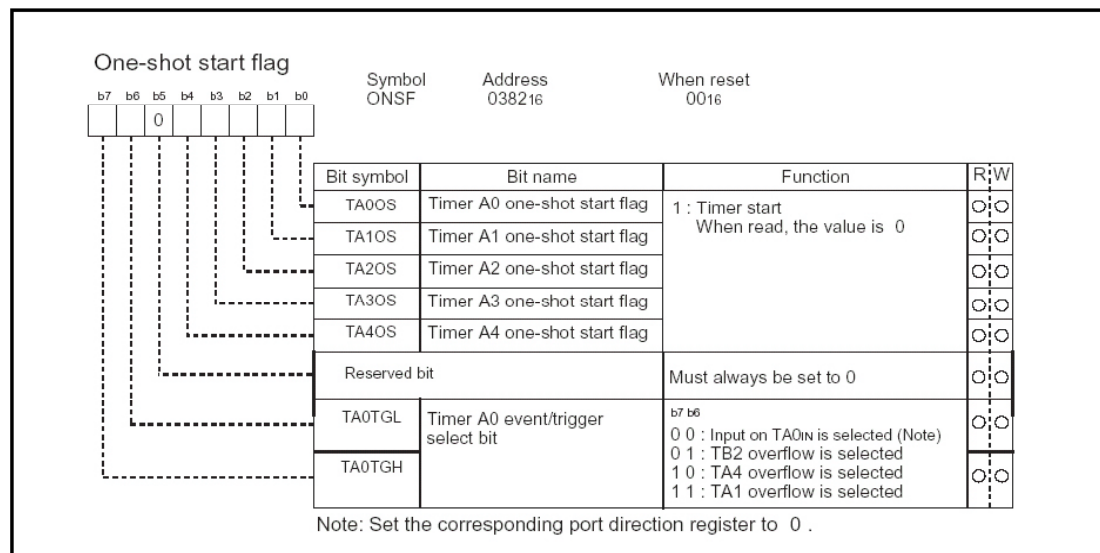 One-shot start flag
Symbol Address When reset
ONSF 038216 0016
b7 b6 b5 b4 b3 b2 b1 b0
0
Bit symbol Bit name Function R W
TA0OS Timer A0 one-shot start flag 1 : Timer start
When read, the value is 0
TA1OS Timer A1 one-shot start flag
TA2OS Timer A2 one-shot start flag
TA3OS Timer A3 one-shot start flag
TA4OS Timer A4 one-shot start flag
Reserved bit Must always be set to 0
TA0TGL Timer A0 event/trigger
select bit
b7 b6
0 0 : Input on TA0IN is selected (Note)
0 1 : TB2 overflow is selected
TA0TGH 1 0 : TA4 overflow is selected
1 1 : TA1 overflow is selected
Note: Set the corresponding port direction register to 0 .